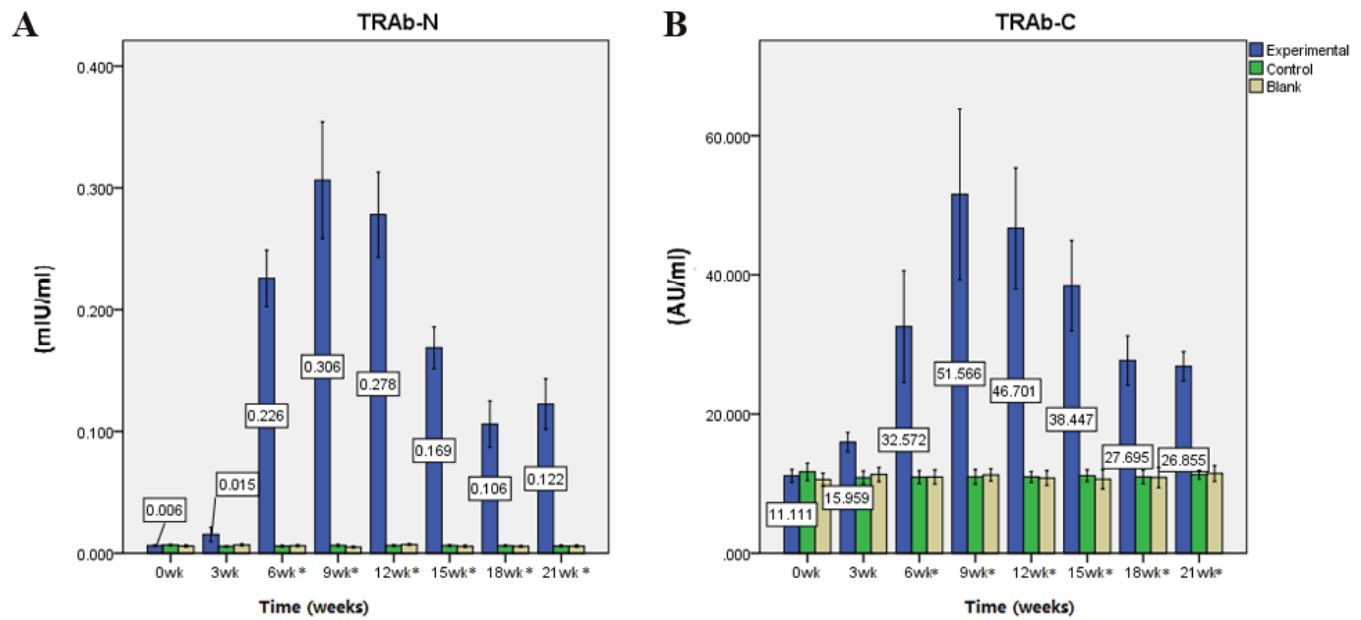 A
TRAb-N
(mIU/ml)
0.400
0.300
0.200
0.100
0.000
0.006
0.015
0.226
0.306
0.278
0.169
0.106
0.122
0wk 3wk 6wk* 9wk* 12wk* 15wk* 18wk* 21wk*
Time (weeks)
B
TRAb-C
Experimental
Control
Blank
(AU/ml)
60.000
40.000
20.000
.000
11.111
15.959
32.572
51.566
46.701
38.447
27.695
26.855
0wk 3wk 6wk* 9wk* 12wk* 15wk* 18wk* 21wk*
Time (weeks)